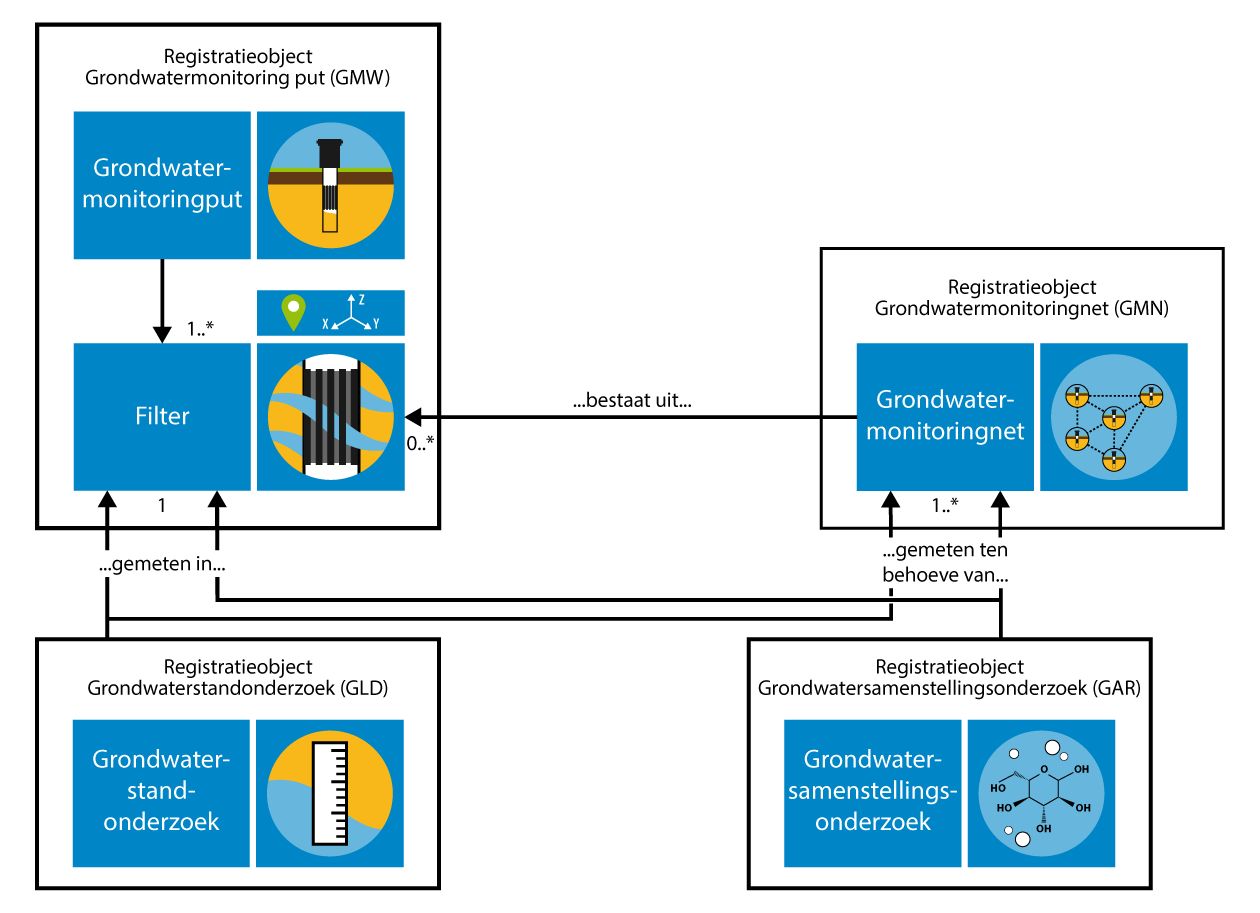 Registratieobject
Grondwatermonitoring put (GMW)
Grondwater-
monitoringput
Z
X
Y
1..*
Filter
0..*
1
...bestaat uit...
Registratieobject
Grondwatermonitoringnet (GMN)
Grondwater-
monitoringnet
1..*
...gemeten in...
...gemeten ten
behoeve van...
Registratieobject
Grondwaterstandonderzoek (GLD)
Grondwater-
stand-
onderzoek
Registratieobject
Grondwatersamenstellingsonderzoek (GAR)
Grondwater-
samenstellings-
onderzoek
O
OH
HO
HO
OH
OH